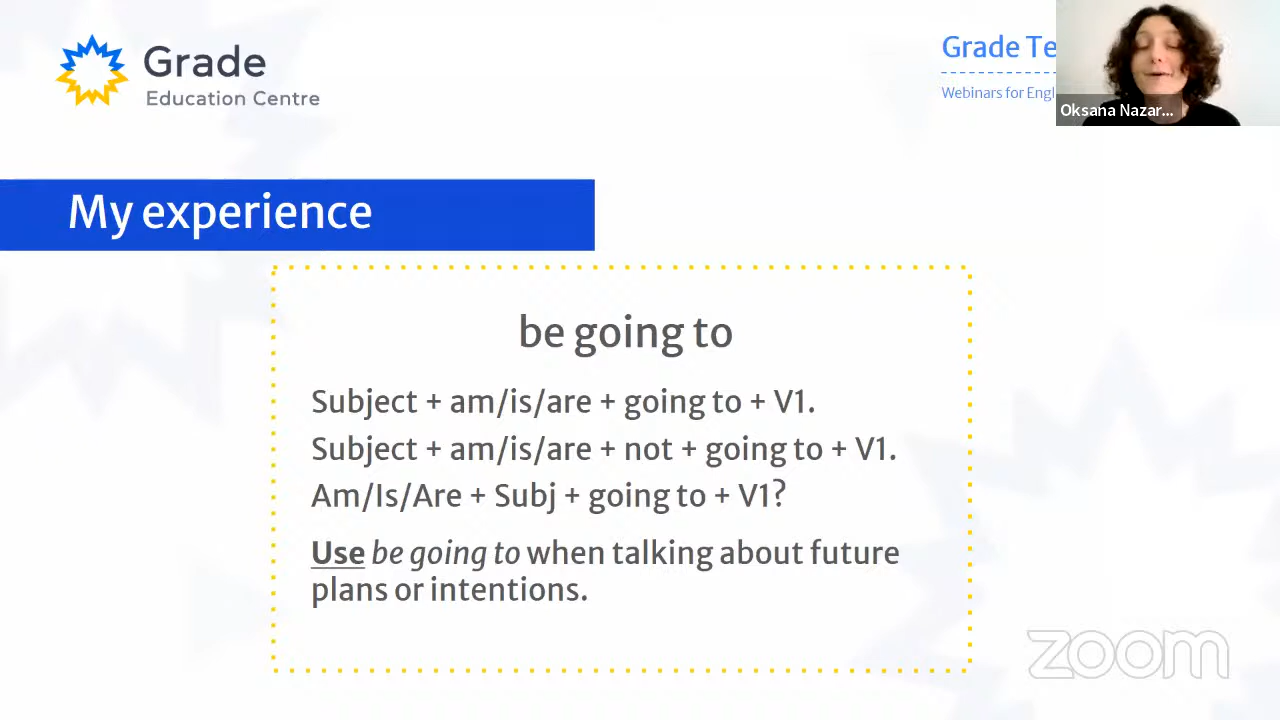 Grade
Education Centre
Grade Te
Webinars for Engl
Oksana Nazar...
My experience
be going to
Subject + am/is/are + going to + V1.
Subject + am/is/are + not + going to + V1.
Am/Is/Are + Subj + going to + V1?
Use be going to when talking about future
plans or intentions.
zoom